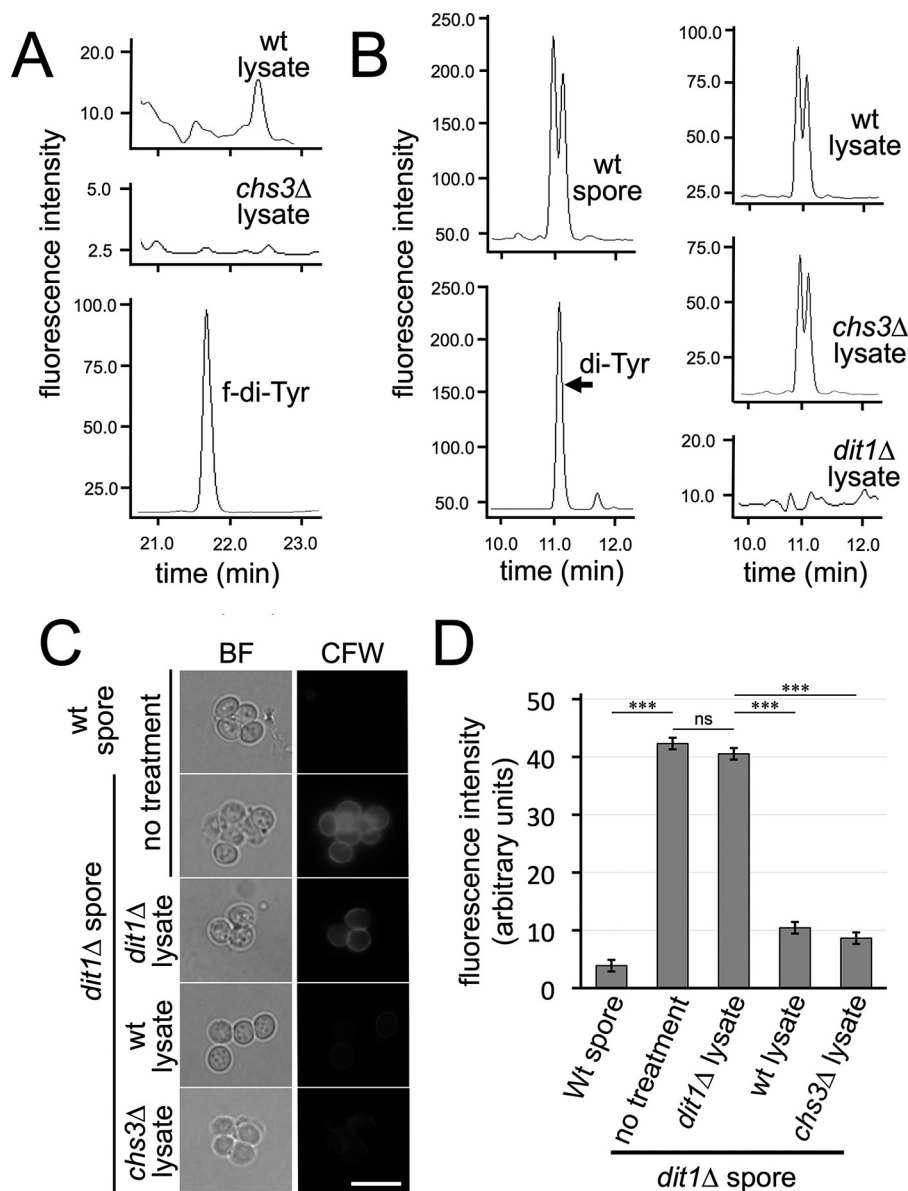 A
20.0
10.0
wt
lysate
5.0
2.5
chs3Δ
lysate
100.0
75.0
50.0
25.0
f-di-Tyr
21.0 22.0 23.0
time (min)
fluorescence intensity
B
250.0
200.0
150.0
100.0
50.0
wt
spore
250.0
200.0
150.0
100.0
50.0
di-Tyr
10.0 11.0 12.0
time (min)
fluorescence intensity
100.0
75.0
50.0
25.0
wt
lysate
75.0
50.0
25.0
chs3Δ
lysate
20.0
10.0
dit1Δ
lysate
10.0 11.0 12.0
time (min)
C
BF CFW
wt
spore
no treatment
dit1Δ spore
dit1Δ
lysate
wt
lysate
chs3Δ
lysate
D
fluorescence intensity
(arbitrary units)
50
40
30
20
10
0
***
ns
***
***
Wt spore
no treatment
dit1Δ lysate
wt lysate
chs3Δ lysate
dit1Δ spore